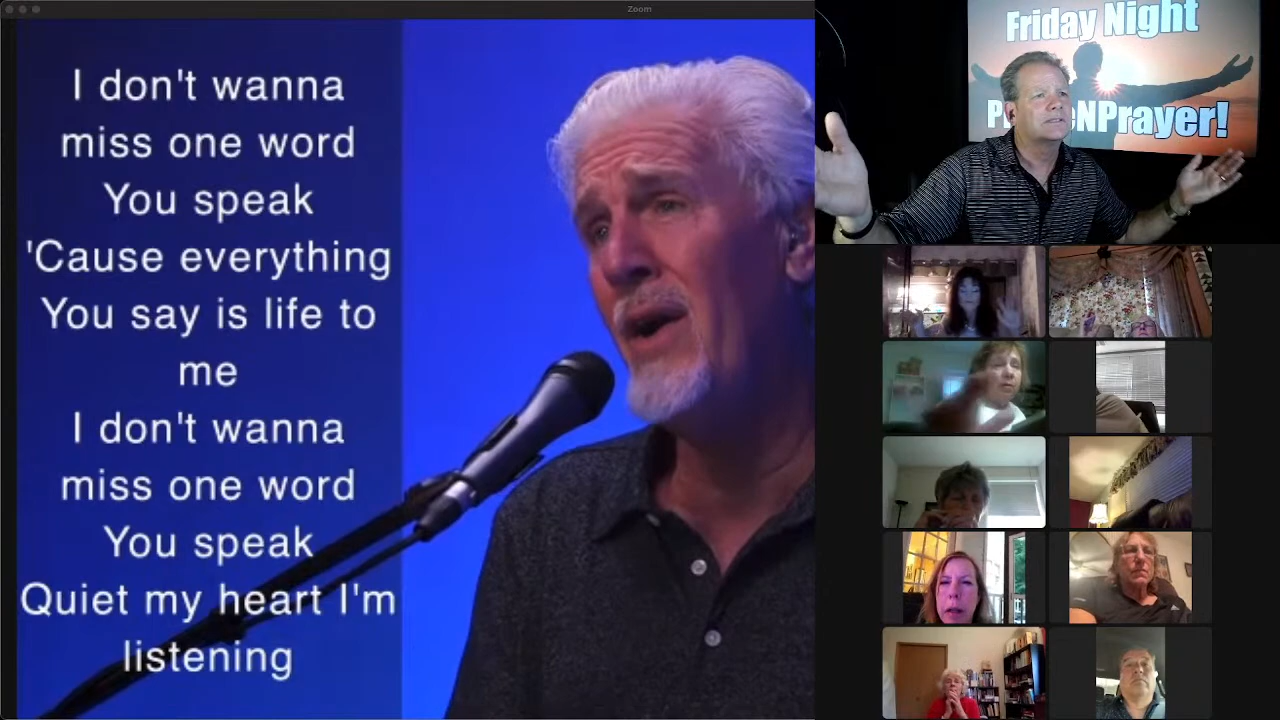 Zoom
I don't wanna
miss one word
You speak
'Cause everything
You say is life to
me
I don't wanna
miss one word
You speak
Quiet my heart I'm
listening
Friday Night
NPrayer!